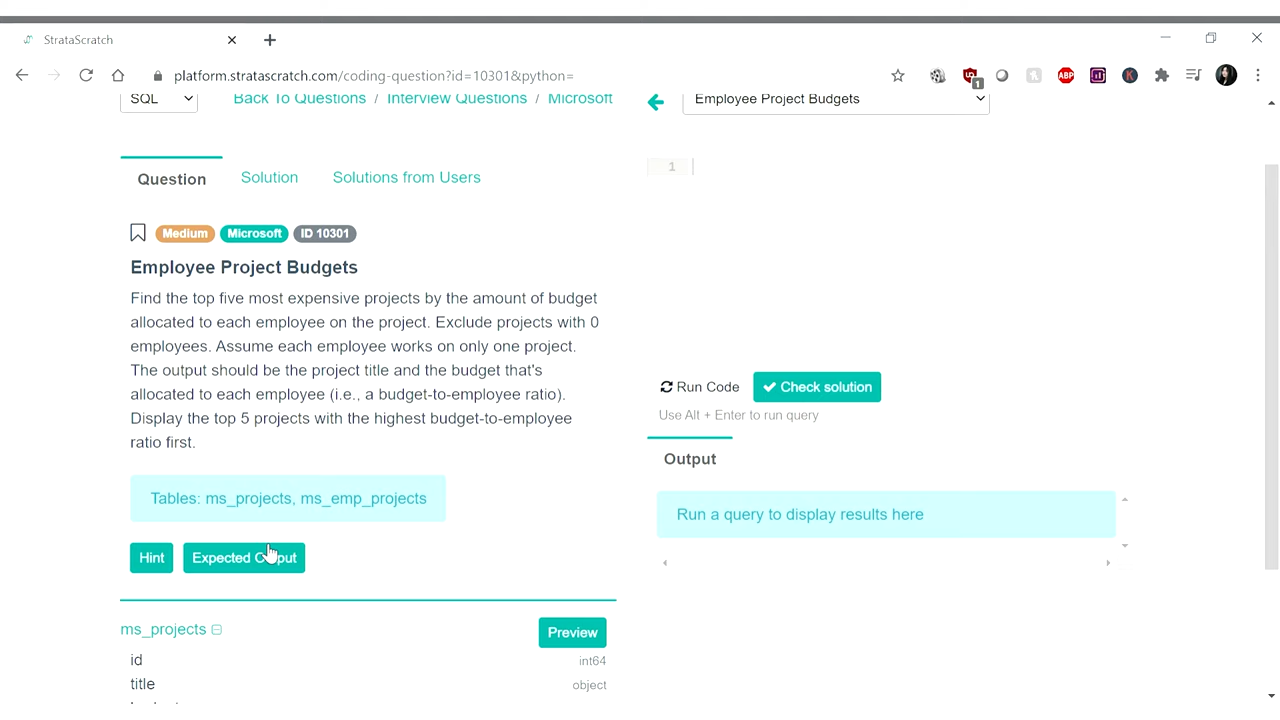 StrataScratch
platform.stratascratch.com/coding-question?id=10301&python=
1
ABP
K
SQL
Back To Questions / Interview Questions / Microsoft
Employee Project Budgets
Question
Solution
Solutions from Users
1
Medium
Microsoft
ID 10301
Employee Project Budgets
Find the top five most expensive projects by the amount of budget
allocated to each employee on the project. Exclude projects with 0
employees. Assume each employee works on only one project.
The output should be the project title and the budget that's
allocated to each employee (i.e., a budget-to-employee ratio).
Display the top 5 projects with the highest budget-to-employee
ratio first.
Run Code
Check solution
Use Alt + Enter to run query
Output
Run a query to display results here
Tables: ms_projects, ms_emp_projects
Hint
Expected Output
ms_projects
Preview
id
int64
title
object